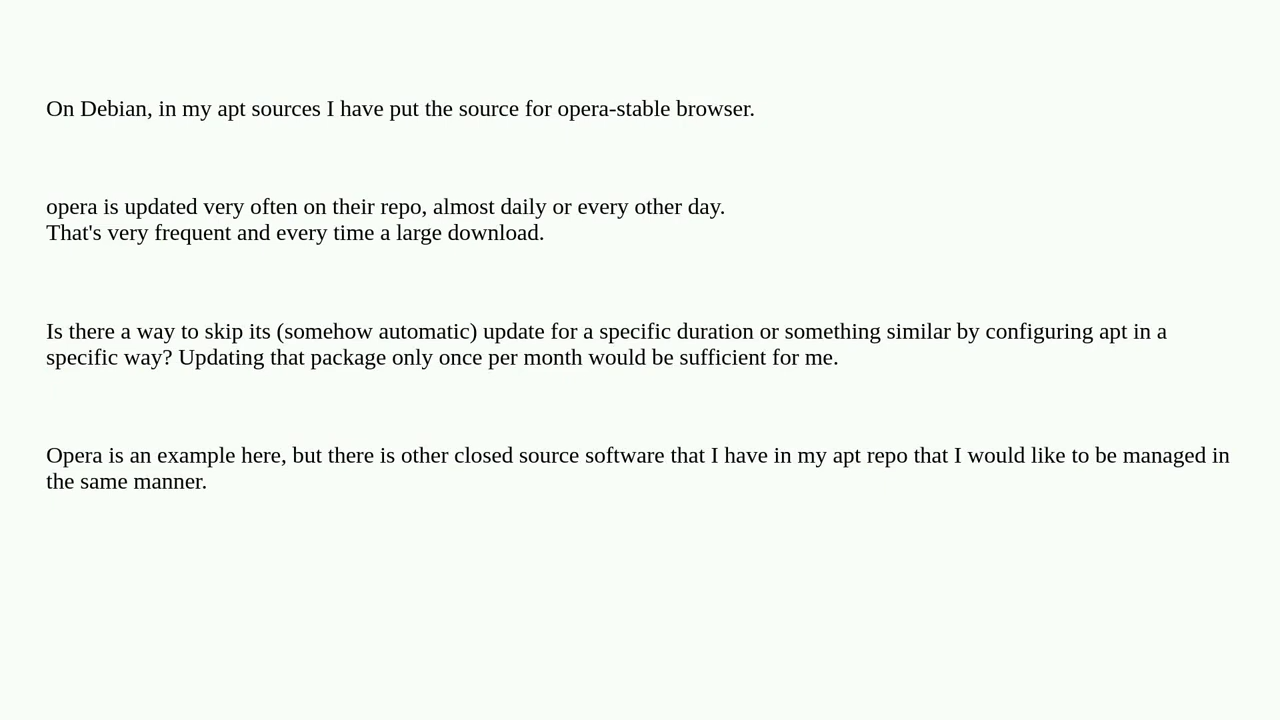 On Debian, in my apt sources I have put the source for opera-stable browser.
opera is updated very often on their repo, almost daily or every other day.
That's very frequent and every time a large download.
Is there a way to skip its (somehow automatic) update for a specific duration or something similar by configuring apt in a
specific way? Updating that package only once per month would be sufficient for me.
Opera is an example here, but there is other closed source software that I have in my apt repo that I would like to be managed in
the same manner.